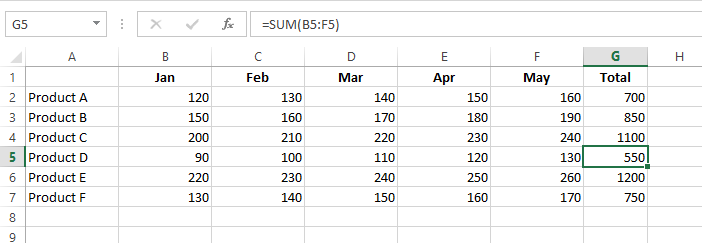 G5 fx =SUM(B5:F5)
A B C D E F G H
1 Jan Feb Mar Apr May Total
2 Product A 120 130 140 150 160 700
3 Product B 150 160 170 180 190 850
4 Product C 200 210 220 230 240 1100
5 Product D 90 100 110 120 130 550
6 Product E 220 230 240 250 260 1200
7 Product F 130 140 150 160 170 750
8
9